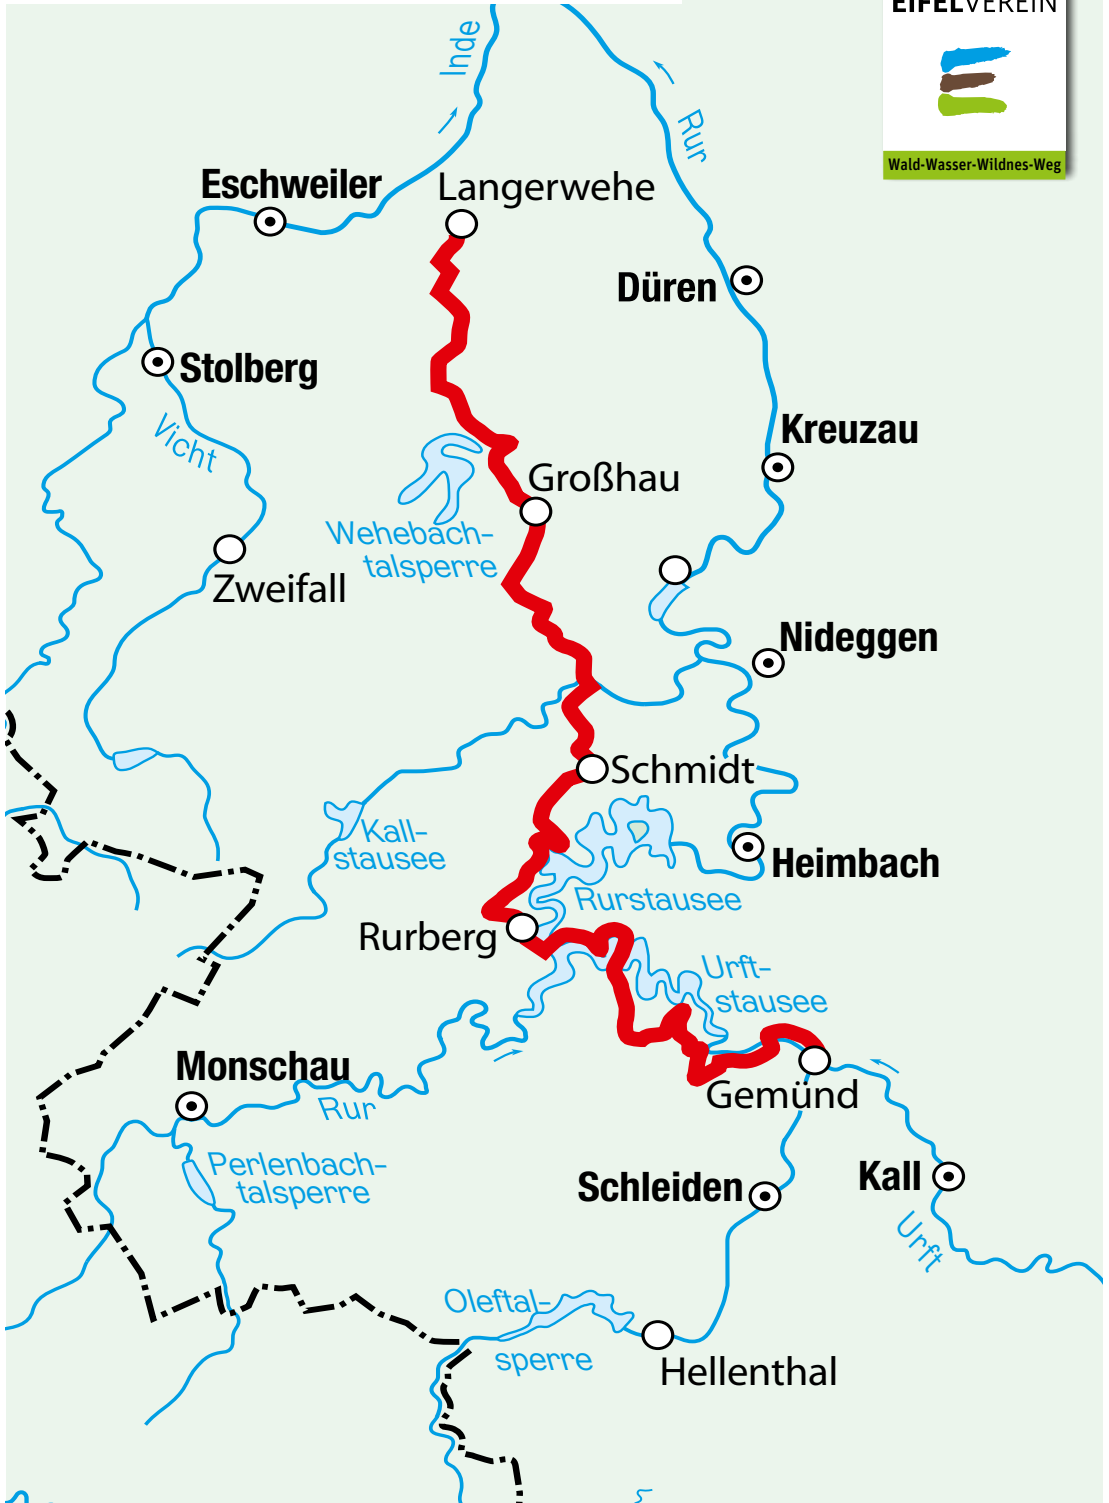 EIFELVEREIN
Wald-Wasser-Wildnes-Weg
Inde
Rur
Eschweiler
Langerwehe
Düren
Stolberg
Vicht
Kreuzau
Großhau
Wehebach-
talsperre
Zweifall
Nideggen
Schmidt
Kall-
stausee
Heimbach
Rurstausee
Rurberg
Urft-
stausee
Monschau
Rur
Gemünd
Perlenbach-
talsperre
Schleiden
Kall
Urft
Oleftal-
sperre
Hellenthal